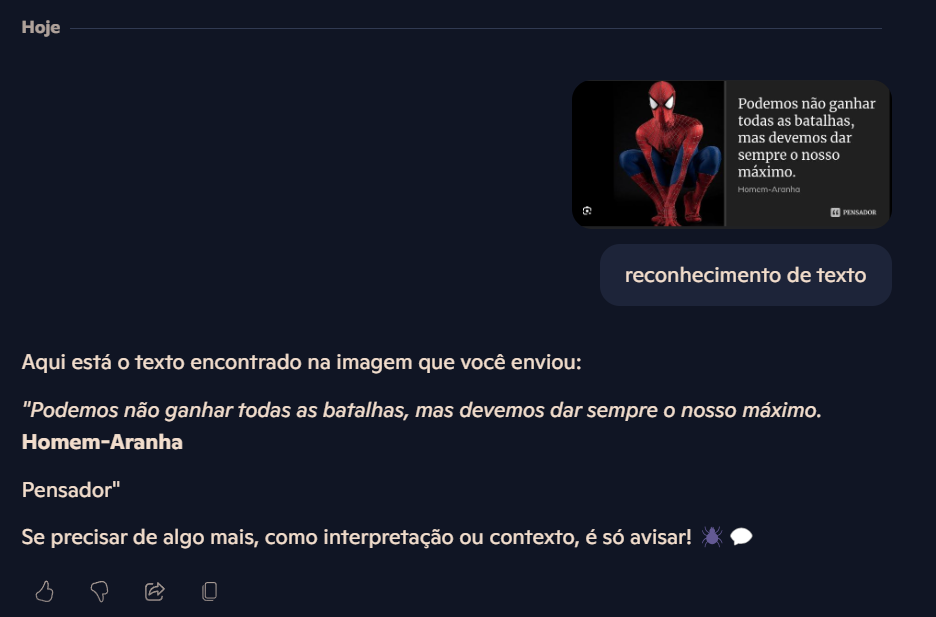 Hoje
Podemos não ganhar
todas as batalhas,
mas devemos dar
sempre o nosso
máximo.
Homem-Aranha
PENSADOR
reconhecimento de texto
Aqui está o texto encontrado na imagem que você enviou:
"Podemos não ganhar todas as batalhas, mas devemos dar sempre o nosso máximo.
Homem-Aranha
Pensador"
Se precisar de algo mais, como interpretação ou contexto, é só avisar! 🕷️💬